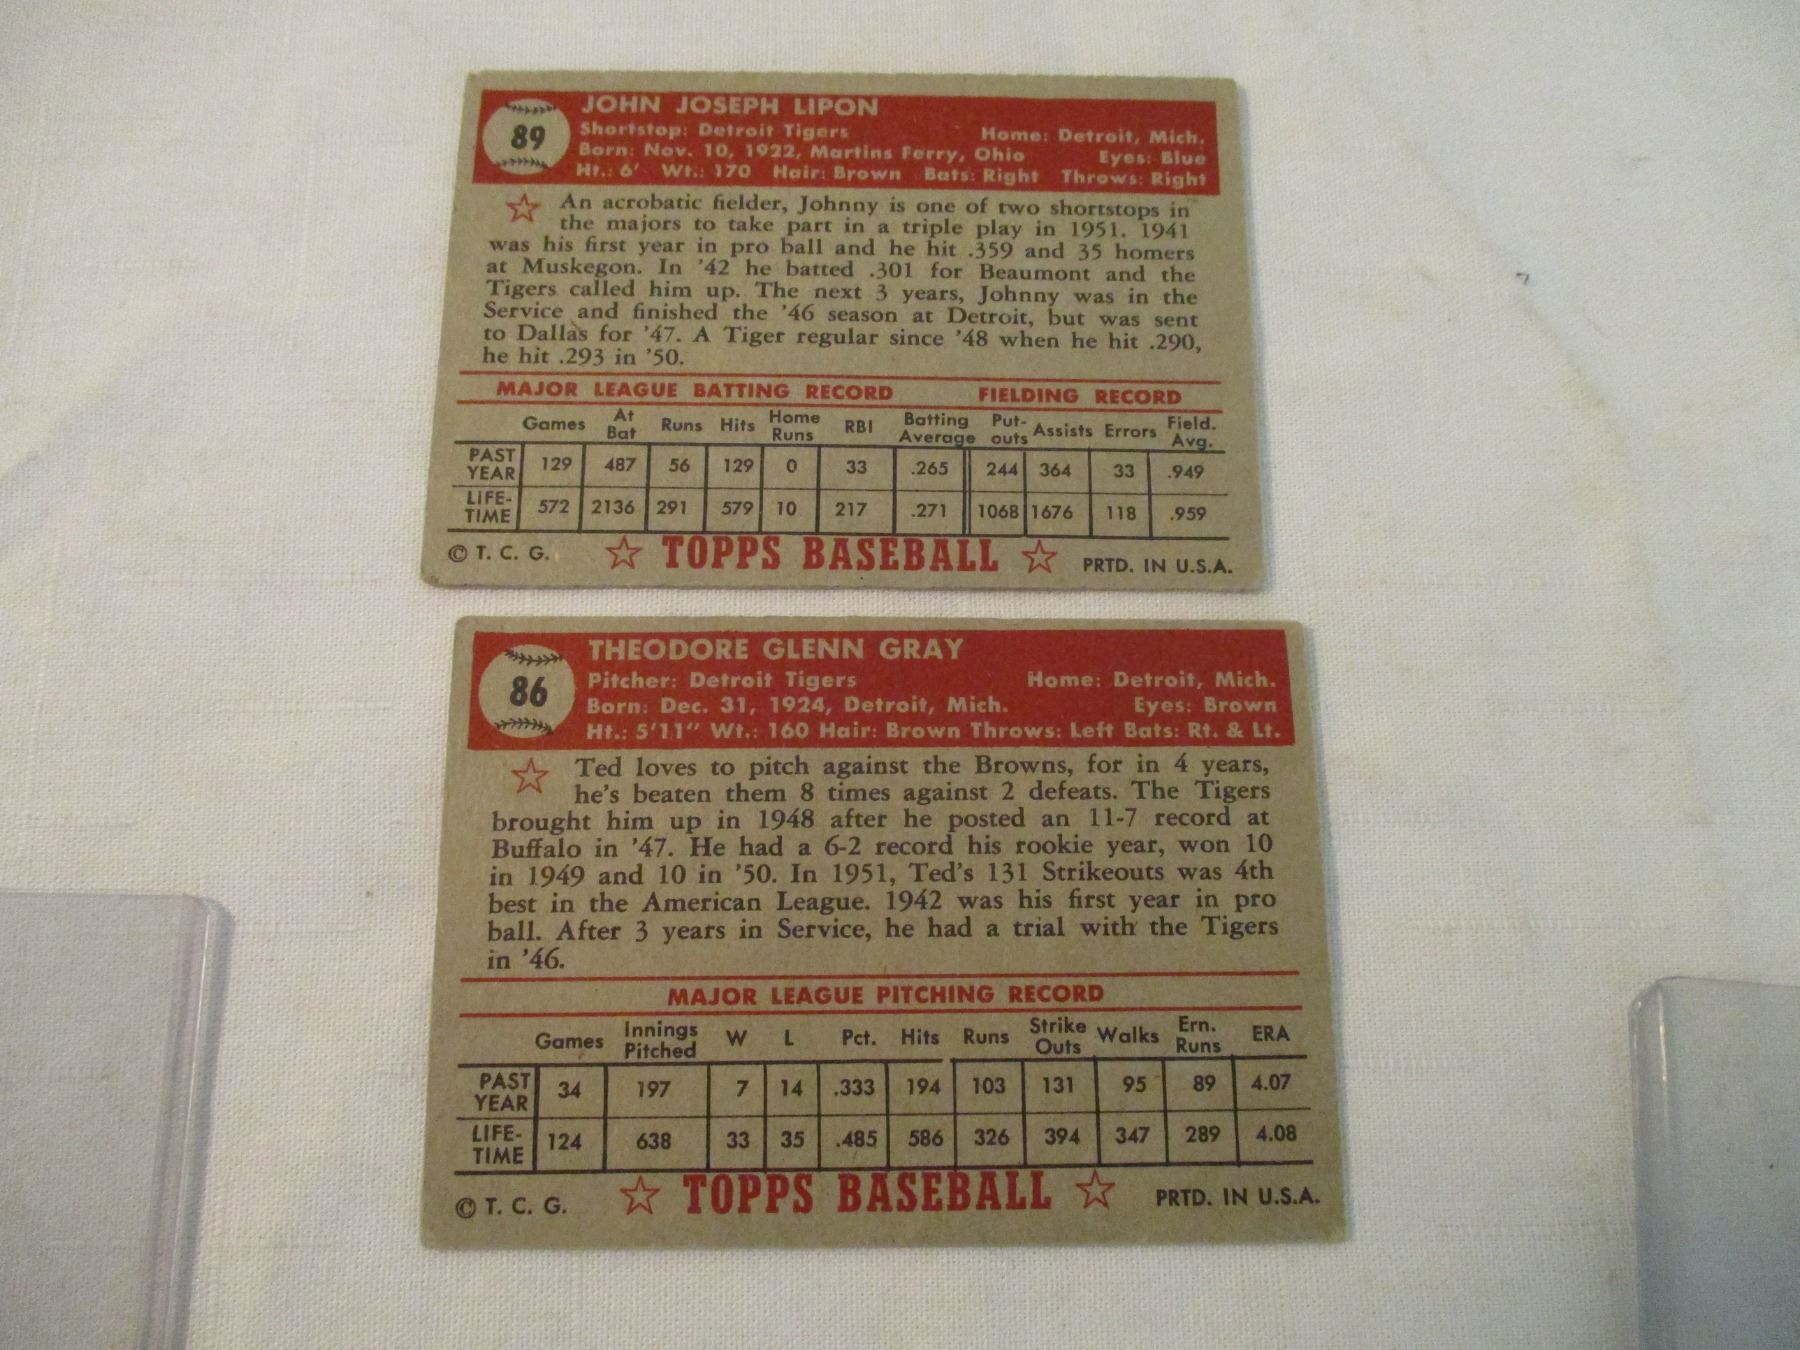 JOHN JOSEPH LIPON
89
Shortstop: Detroit Tigers Home: Detroit, Mich.
Born: Nov. 10, 1922, Martins Ferry, Ohio Eyes: Blue
Ht.: 6' Wt.: 170 Hair: Brown Bats: Right Throws: Right
An acrobatic fielder, Johnny is one of two shortstops in
the majors to take part in a triple play in 1951. 1941
was his first year in pro ball and he hit .359 and 35 homers
at Muskegon. In '42 he batted .301 for Beaumont and the
Tigers called him up. The next 3 years, Johnny was in the
Service and finished the '46 season at Detroit, but was sent
to Dallas for '47. A Tiger regular since '48 when he hit .290,
he hit .293 in '50.
MAJOR LEAGUE BATTING RECORD FIELDING RECORD
Games At Bat Runs Hits Home Runs RBI Batting Average Put-outs Assists Errors Field. Avg.
PAST YEAR 129 487 56 129 0 33 .265 244 364 33 .949
LIFE-TIME 572 2136 291 579 10 217 .271 1068 1676 118 .959
© T. C. G. TOPPS BASEBALL PRTD. IN U.S.A.
THEODORE GLENN GRAY
86
Pitcher: Detroit Tigers Home: Detroit, Mich.
Born: Dec. 31, 1924, Detroit, Mich. Eyes: Brown
Ht.: 5'11" Wt.: 160 Hair: Brown Throws: Left Bats: Rt. & Lt.
Ted loves to pitch against the Browns, for in 4 years,
he's beaten them 8 times against 2 defeats. The Tigers
brought him up in 1948 after he posted an 11-7 record at
Buffalo in '47. He had a 6-2 record his rookie year, won 10
in 1949 and 10 in '50. In 1951, Ted's 131 Strikeouts was 4th
best in the American League. 1942 was his first year in pro
ball. After 3 years in Service, he had a trial with the Tigers
in '46.
MAJOR LEAGUE PITCHING RECORD
Games Innings Pitched W L Pct. Hits Runs Strike Outs Walks Ern. Runs ERA
PAST YEAR 34 197 7 14 .333 194 103 131 95 89 4.07
LIFE-TIME 124 638 33 35 .485 586 326 394 347 289 4.08
© T. C. G. TOPPS BASEBALL PRTD. IN U.S.A.